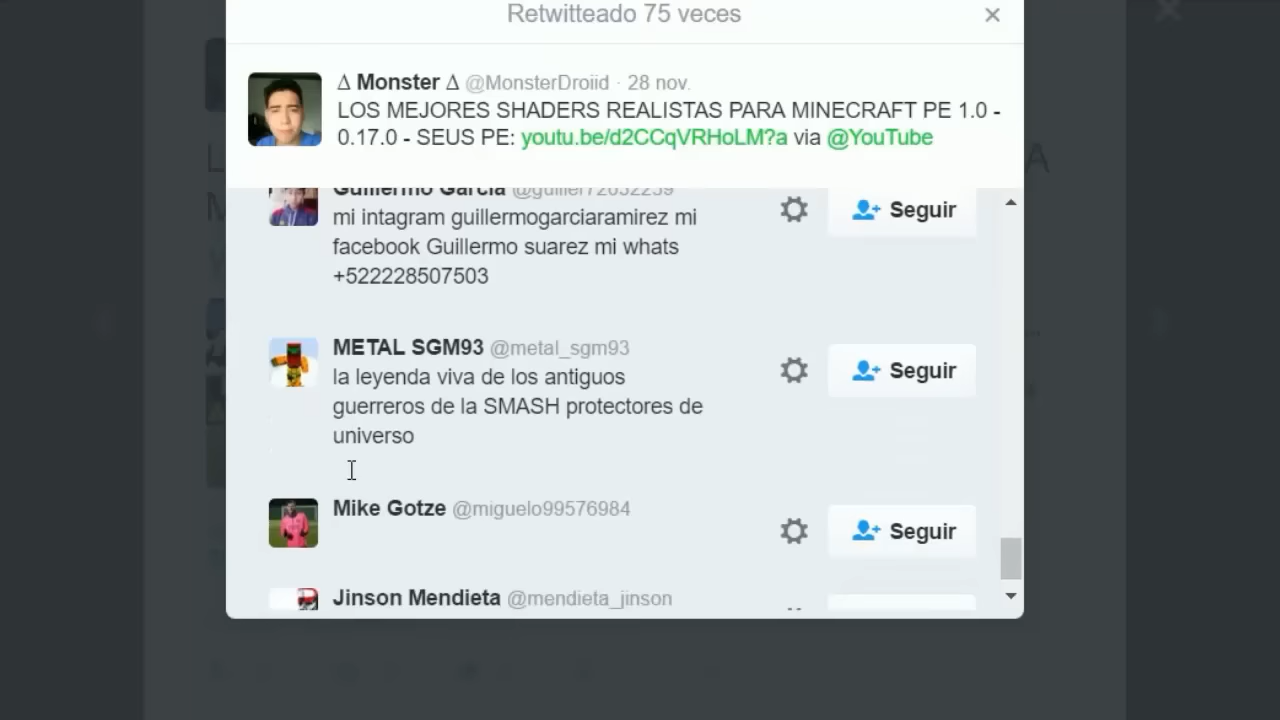 Retwitteado 75 veces
Δ Monster Δ @MonsterDroiid · 28 nov.
LOS MEJORES SHADERS REALISTAS PARA MINECRAFT PE 1.0 -
0.17.0 - SEUS PE: youtu.be/d2CCqVRHoLM?a via @YouTube
Guillermo Garcia @guiller72652259
mi intagram guillermogarciaramirez mi
facebook Guillermo suarez mi whats
+522228507503
Seguir
METAL SGM93 @metal_sgm93
la leyenda viva de los antiguos
guerreros de la SMASH protectores de
universo
Seguir
Mike Gotze @miguelo99576984
Seguir
Jinson Mendieta @mendieta_jinson